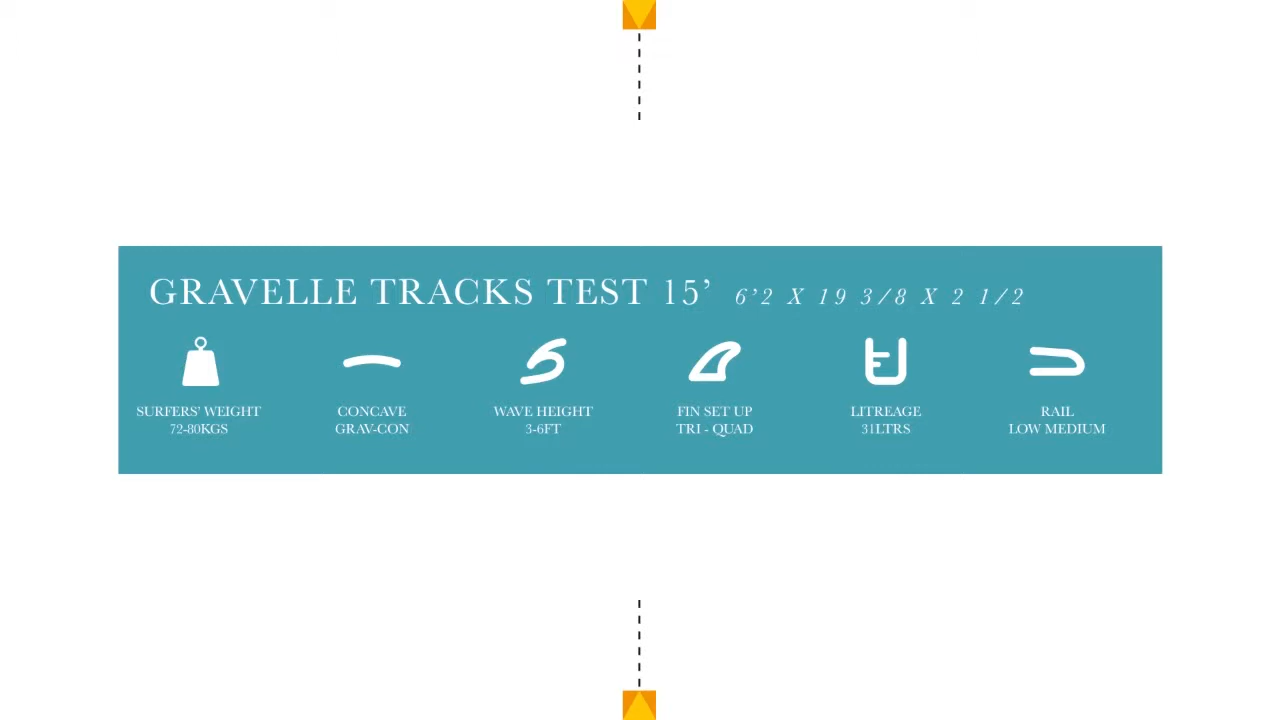 GRAVELLE TRACKS TEST 15’ 6’2 X 19 3/8 X 2 1/2
SURFERS’ WEIGHT
72-80KGS
CONCAVE
GRAV-CON
WAVE HEIGHT
3-6FT
FIN SET UP
TRI - QUAD
LITREAGE
31LTRS
RAIL
LOW MEDIUM